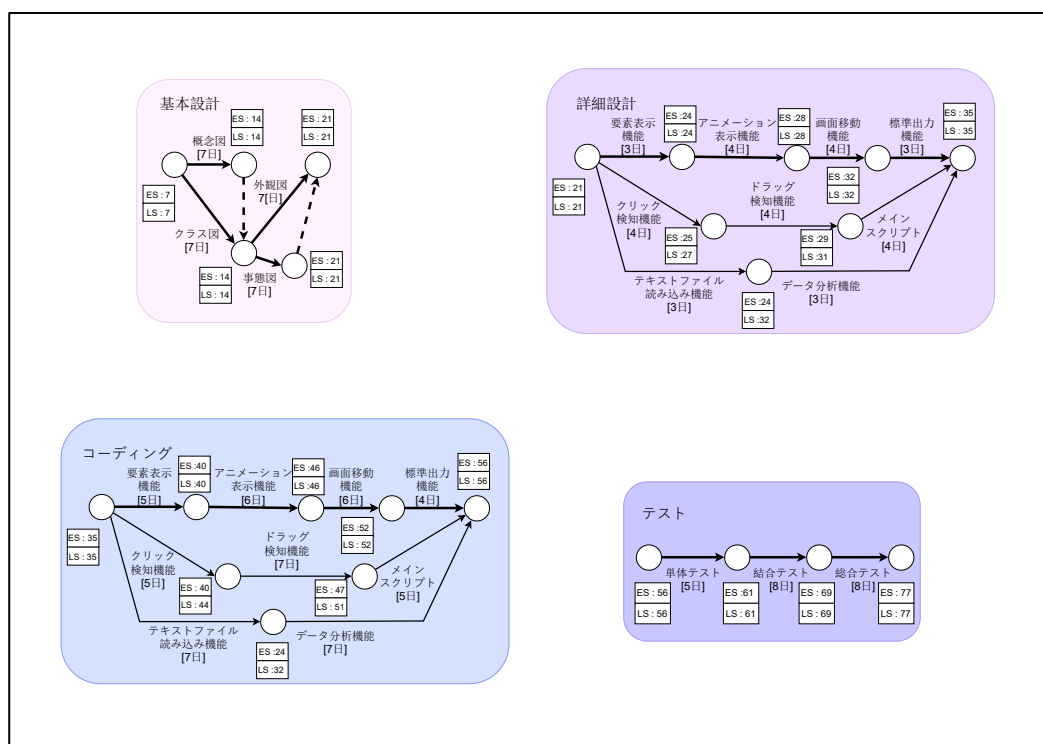 基本設計
ES : 14
LS : 14
ES : 21
LS : 21
概念図
[7日]
外観図
7[日]
ES : 7
LS : 7
クラス図
[7日]
ES : 14
LS : 14
事態図
[7日]
ES : 21
LS : 21
詳細設計
要素表示
機能
[3日]
ES :24
LS :24
アニメーション
表示機能
[4日]
ES :28
LS :28
画面移動
機能
[4日]
標準出力
機能
[3日]
ES : 35
LS : 35
ES : 21
LS : 21
ES :32
LS :32
クリック
検知機能
[4日]
ドラッグ
検知機能
[4日]
メイン
スクリプト
[4日]
ES :25
LS :27
ES :29
LS :31
テキストファイル
読み込み機能
[3日]
データ分析機能
[3日]
ES :24
LS :32
コーディング
要素表示
機能
[5日]
ES :40
LS :40
アニメーション
表示機能
[6日]
ES :46
LS :46
画面移動
機能
[6日]
標準出力
機能
[4日]
ES :56
LS :56
ES : 35
LS : 35
ES :52
LS :52
クリック
検知機能
[5日]
ドラッグ
検知機能
[7日]
メイン
スクリプト
[5日]
ES : 40
LS : 44
ES : 47
LS : 51
テキストファイル
読み込み機能
[7日]
データ分析機能
[7日]
ES :24
LS :32
テスト
単体テスト
[5日]
結合テスト
[8日]
総合テスト
[8日]
ES : 56
LS : 56
ES : 61
LS : 61
ES : 69
LS : 69
ES : 77
LS : 77